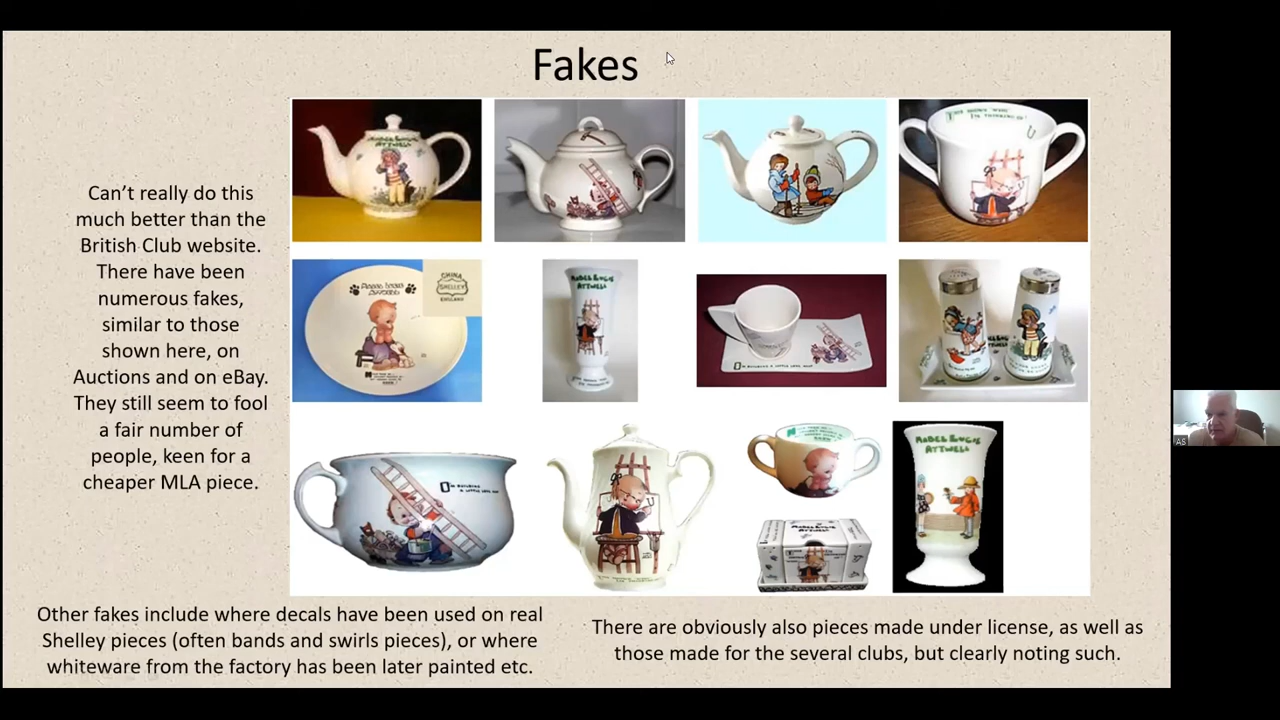 Fakes
Can't really do this
much better than the
British Club website.
There have been
numerous fakes,
similar to those
shown here, on
Auctions and on eBay.
They still seem to fool
a fair number of
people, keen for a
cheaper MLA piece.
MABEL LUCIE
ATTWELL
CHINA
SHELLEY
ENGLAND
MABEL LUCIE
ATTWELL
MABEL LUCIE
ATTWELL
Other fakes include where decals have been used on real
Shelley pieces (often bands and swirls pieces), or where
whiteware from the factory has been later painted etc.
There are obviously also pieces made under license, as well as
those made for the several clubs, but clearly noting such.
AS